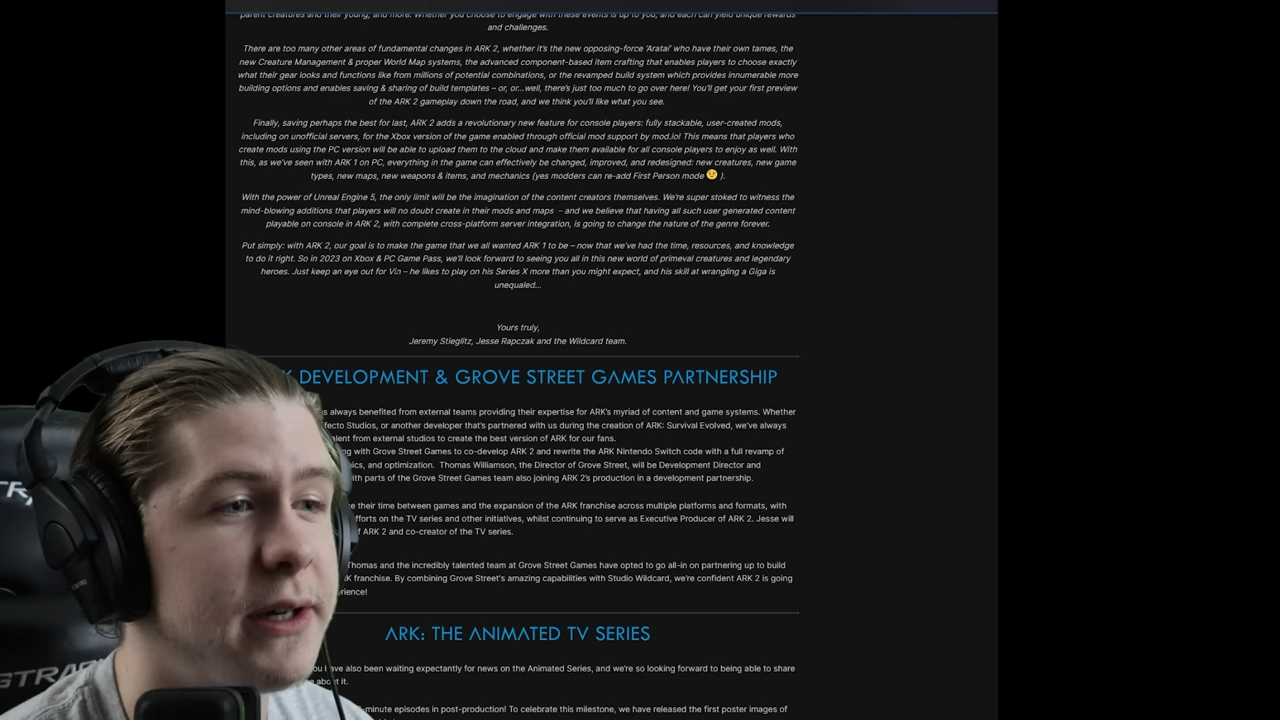 parent creatures and their young, and more. Whether you choose to engage with these events is up to you, and each can yield unique rewards
and challenges.
There are too many other areas of fundamental changes in ARK 2, whether it's the new opposing-force 'Aratai' who have their own tames, the
new Creature Management & proper World Map systems, the advanced component-based item crafting that enables players to choose exactly
what their gear looks and functions like from millions of potential combinations, or the revamped build system which provides innumerable more
building options and enables saving & sharing of build templates – or, or...well, there's just too much to go over here! You'll get your first preview
of the ARK 2 gameplay down the road, and we think you'll like what you see.
Finally, saving perhaps the best for last, ARK 2 adds a revolutionary new feature for console players: fully stackable, user-created mods,
including on unofficial servers, for the Xbox version of the game enabled through official mod support by mod.io! This means that players who
create mods using the PC version will be able to upload them to the cloud and make them available for all console players to enjoy as well. With
this, as we've seen with ARK 1 on PC, everything in the game can effectively be changed, improved, and redesigned: new creatures, new game
types, new maps, new weapons & items, and mechanics (yes modders can re-add First Person mode 😉 ).
With the power of Unreal Engine 5, the only limit will be the imagination of the content creators themselves. We're super stoked to witness the
mind-blowing additions that players will no doubt create in their mods and maps – and we believe that having all such user generated content
playable on console in ARK 2, with complete cross-platform server integration, is going to change the nature of the genre forever.
Put simply: with ARK 2, our goal is to make the game that we all wanted ARK 1 to be – now that we've had the time, resources, and knowledge
to do it right. So in 2023 on Xbox & PC Game Pass, we'll look forward to seeing you all in this new world of primeval creatures and legendary
heroes. Just keep an eye out for Vin – he likes to play on his Series X more than you might expect, and his skill at wrangling a Giga is
unequaled...
Yours truly,
Jeremy Stieglitz, Jesse Rapczak and the Wildcard team.
DEVELOPMENT & GROVE STREET GAMES PARTNERSHIP
always benefited from external teams providing their expertise for ARK's myriad of content and game systems. Whether
Studios, or another developer that's partnered with us during the creation of ARK: Survival Evolved, we've always
from external studios to create the best version of ARK for our fans.
with Grove Street Games to co-develop ARK 2 and rewrite the ARK Nintendo Switch code with a full revamp of
and optimization. Thomas Williamson, the Director of Grove Street, will be Development Director and
with parts of the Grove Street Games team also joining ARK 2's production in a development partnership.
their time between games and the expansion of the ARK franchise across multiple platforms and formats, with
efforts on the TV series and other initiatives, whilst continuing to serve as Executive Producer of ARK 2. Jesse will
of ARK 2 and co-creator of the TV series.
Thomas and the incredibly talented team at Grove Street Games have opted to go all-in on partnering up to build
franchise. By combining Grove Street's amazing capabilities with Studio Wildcard, we're confident ARK 2 is going
ARK: THE ANIMATED TV SERIES
have also been waiting expectantly for news on the Animated Series, and we're so looking forward to being able to share
about it.
-minute episodes in post-production! To celebrate this milestone, we have released the first poster images of